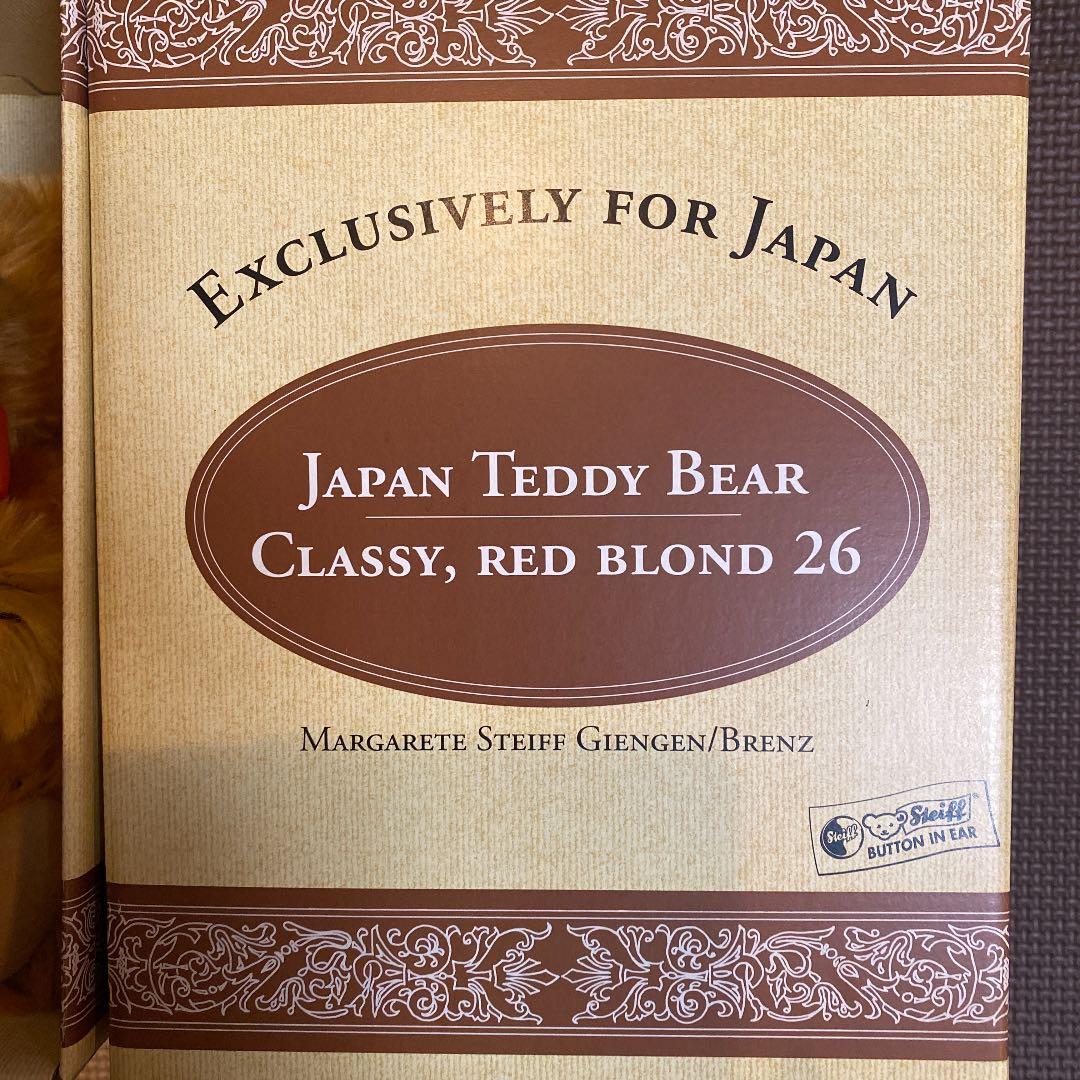 EXCLUSIVELY FOR JAPAN
JAPAN TEDDY BEAR
CLASSY, RED BLOND 26
MARGARETE STEIFF GIENGEN/BRENZ
Steiff
Steiff
BUTTON IN EAR